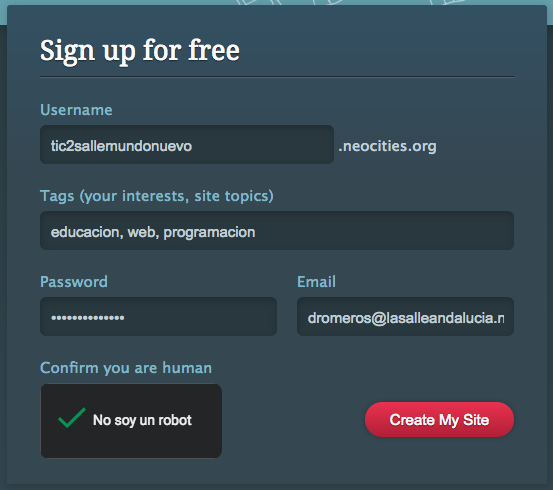 Sign up for free
Username
tic2sallemundonuevo .neocities.org
Tags (your interests, site topics)
educacion, web, programacion
Password Email
•••••••••••••• dromeros@lasalleandalucia.n
Confirm you are human
No soy un robot
Create My Site